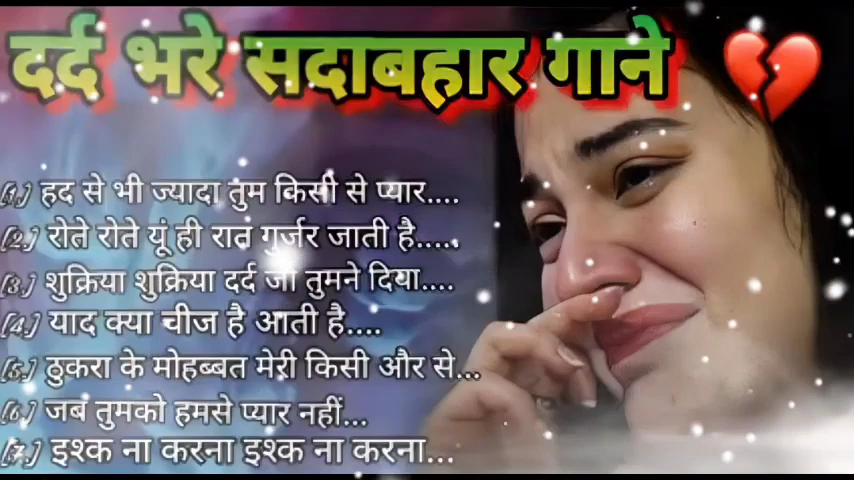 दर्द भरे सदाबहार गाने
[1.] हद से भी ज्यादा तुम किसी से प्यार....
[2.] रोते रोते यूं ही रात गुर्जर जाती है.....
[3.] शुक्रिया शुक्रिया दर्द जो तुमने दिया....
[4.] याद क्या चीज है आती है....
[5.] ठुकरा के मोहब्बत मेरी किसी और से...
[6.] जब तुमको हमसे प्यार नहीं...
[7.] इश्क ना करना इश्क ना करना...